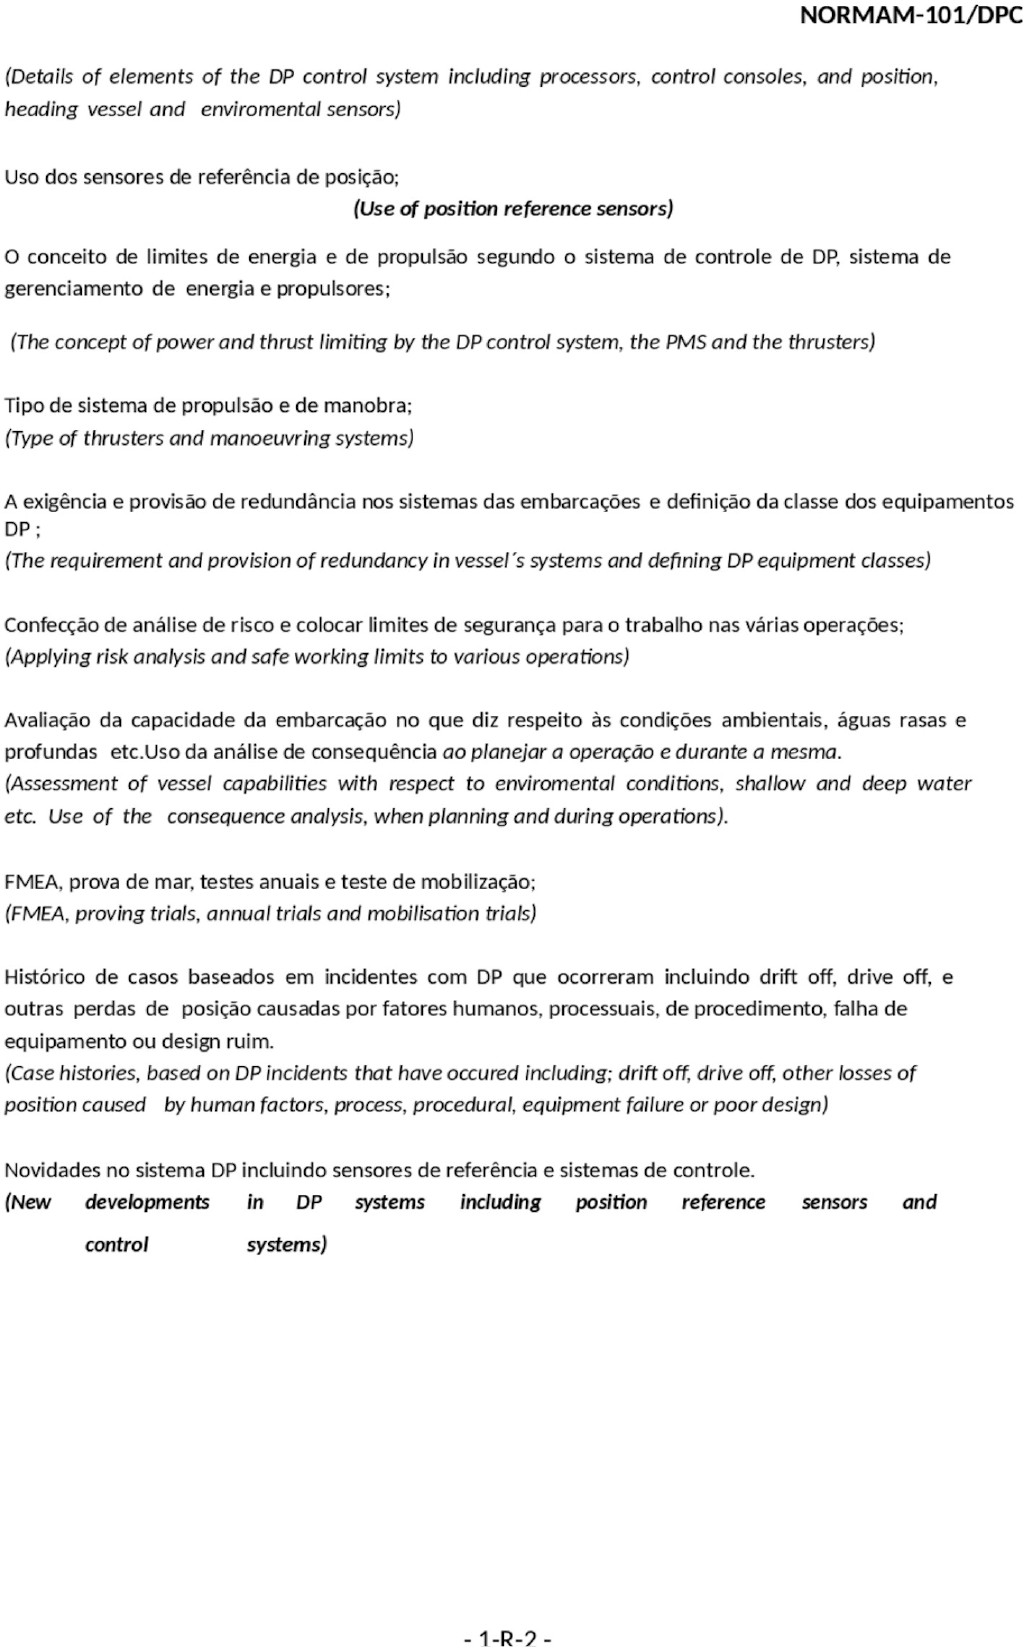 NORMAM-101/DPC
(Details of elements of the DP control system including processors, control consoles, and position,
heading vessel and enviromental sensors)
Uso dos sensores de referência de posição;
(Use of position reference sensors)
O conceito de limites de energia e de propulsão segundo o sistema de controle de DP, sistema de
gerenciamento de energia e propulsores;
(The concept of power and thrust limiting by the DP control system, the PMS and the thrusters)
Tipo de sistema de propulsão e de manobra;
(Type of thrusters and manoeuvring systems)
A exigência e provisão de redundância nos sistemas das embarcações e definição da classe dos equipamentos
DP ;
(The requirement and provision of redundancy in vessel´s systems and defining DP equipment classes)
Confecção de análise de risco e colocar limites de segurança para o trabalho nas várias operações;
(Applying risk analysis and safe working limits to various operations)
Avaliação da capacidade da embarcação no que diz respeito às condições ambientais, águas rasas e
profundas etc.Uso da análise de consequência ao planejar a operação e durante a mesma.
(Assessment of vessel capabilities with respect to enviromental conditions, shallow and deep water
etc. Use of the consequence analysis, when planning and during operations).
FMEA, prova de mar, testes anuais e teste de mobilização;
(FMEA, proving trials, annual trials and mobilisation trials)
Histórico de casos baseados em incidentes com DP que ocorreram incluindo drift off, drive off, e
outras perdas de posição causadas por fatores humanos, processuais, de procedimento, falha de
equipamento ou design ruim.
(Case histories, based on DP incidents that have occured including; drift off, drive off, other losses of
position caused by human factors, process, procedural, equipment failure or poor design)
Novidades no sistema DP incluindo sensores de referência e sistemas de controle.
(New developments in DP systems including position reference sensors and
control systems)
- 1-R-2 -